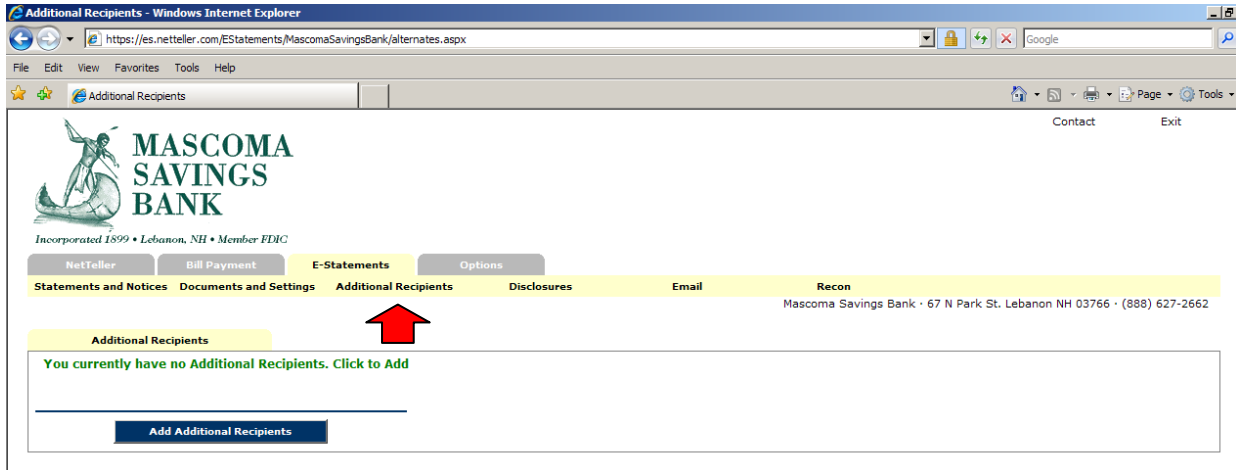 Additional Recipients - Windows Internet Explorer
https://es.netteller.com/EStatements/MascomaSavingsBank/alternates.aspx
Google
File Edit View Favorites Tools Help
Additional Recipients
Page Tools
Contact Exit
MASCOMA
SAVINGS
BANK
Incorporated 1899 • Lebanon, NH • Member FDIC
NetTeller Bill Payment E-Statements Options
Statements and Notices Documents and Settings Additional Recipients Disclosures Email Recon
Mascoma Savings Bank · 67 N Park St. Lebanon NH 03766 · (888) 627-2662
Additional Recipients
You currently have no Additional Recipients. Click to Add
Add Additional Recipients